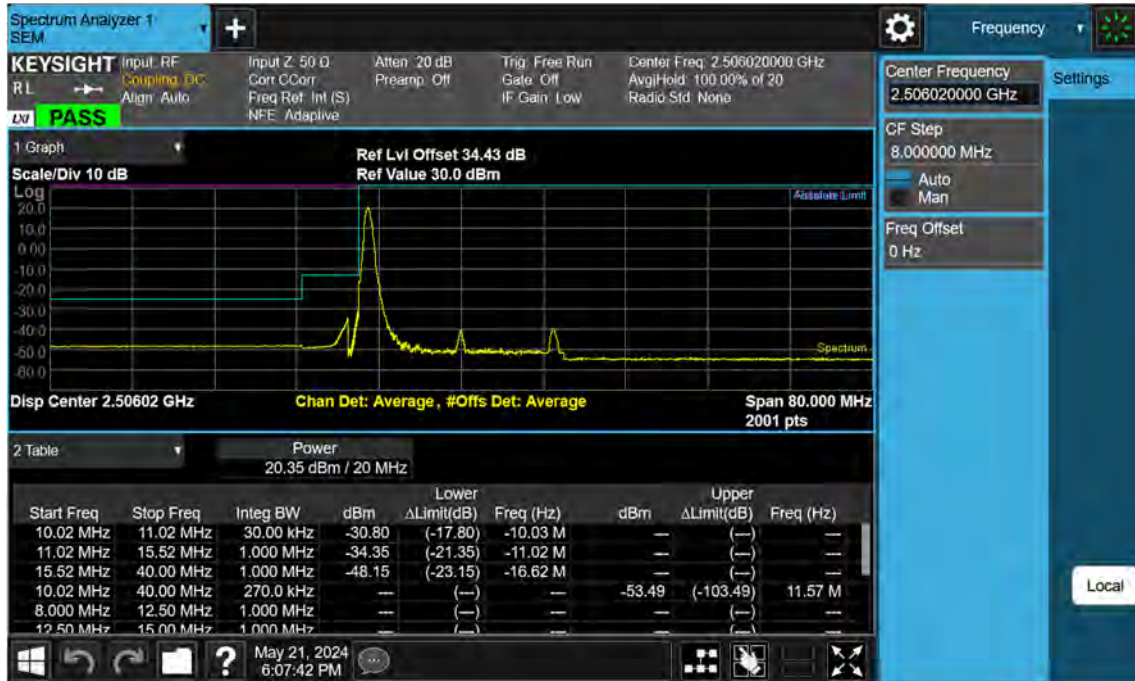 Spectrum Analyzer 1
SEM
+
Frequency
KEYSIGHT
RL
LXI
PASS
Input: RF
Coupling: DC
Align: Auto
Input Z: 50 Ω
Corr CCorr
Freq Ref: Int (S)
NFE: Adaptive
Atten: 20 dB
Preamp: Off
Trig: Free Run
Gate: Off
IF Gain: Low
Center Freq: 2.506020000 GHz
Avg|Hold: 100.00% of 20
Radio Std: None
Center Frequency
2.506020000 GHz
Settings
CF Step
8.000000 MHz
Auto
Man
Freq Offset
0 Hz
Local
1 Graph
Scale/Div 10 dB
Ref Lvl Offset 34.43 dB
Ref Value 30.0 dBm
Log
Absolute Limit
20.0
10.0
0.00
-10.0
-20.0
-30.0
-40.0
-50.0
-60.0
Spectrum
Disp Center 2.50602 GHz
Chan Det: Average, #Offs Det: Average
Span 80.000 MHz
2001 pts
2 Table
Power
20.35 dBm / 20 MHz
Lower Upper
Start Freq Stop Freq Integ BW dBm ΔLimit(dB) Freq (Hz) dBm ΔLimit(dB) Freq (Hz)
10.02 MHz 11.02 MHz 30.00 kHz -30.80 (-17.80) -10.03 M --- (---) ---
11.02 MHz 15.52 MHz 1.000 MHz -34.35 (-21.35) -11.02 M --- (---) ---
15.52 MHz 40.00 MHz 1.000 MHz -48.15 (-23.15) -16.62 M --- (---) ---
10.02 MHz 40.00 MHz 270.0 kHz --- (---) --- -53.49 (-103.49) 11.57 M
8.000 MHz 12.50 MHz 1.000 MHz --- (---) --- --- (---) ---
12.50 MHz 15.00 MHz 1.000 MHz --- (---) --- --- (---) ---
?
May 21, 2024
6:07:42 PM